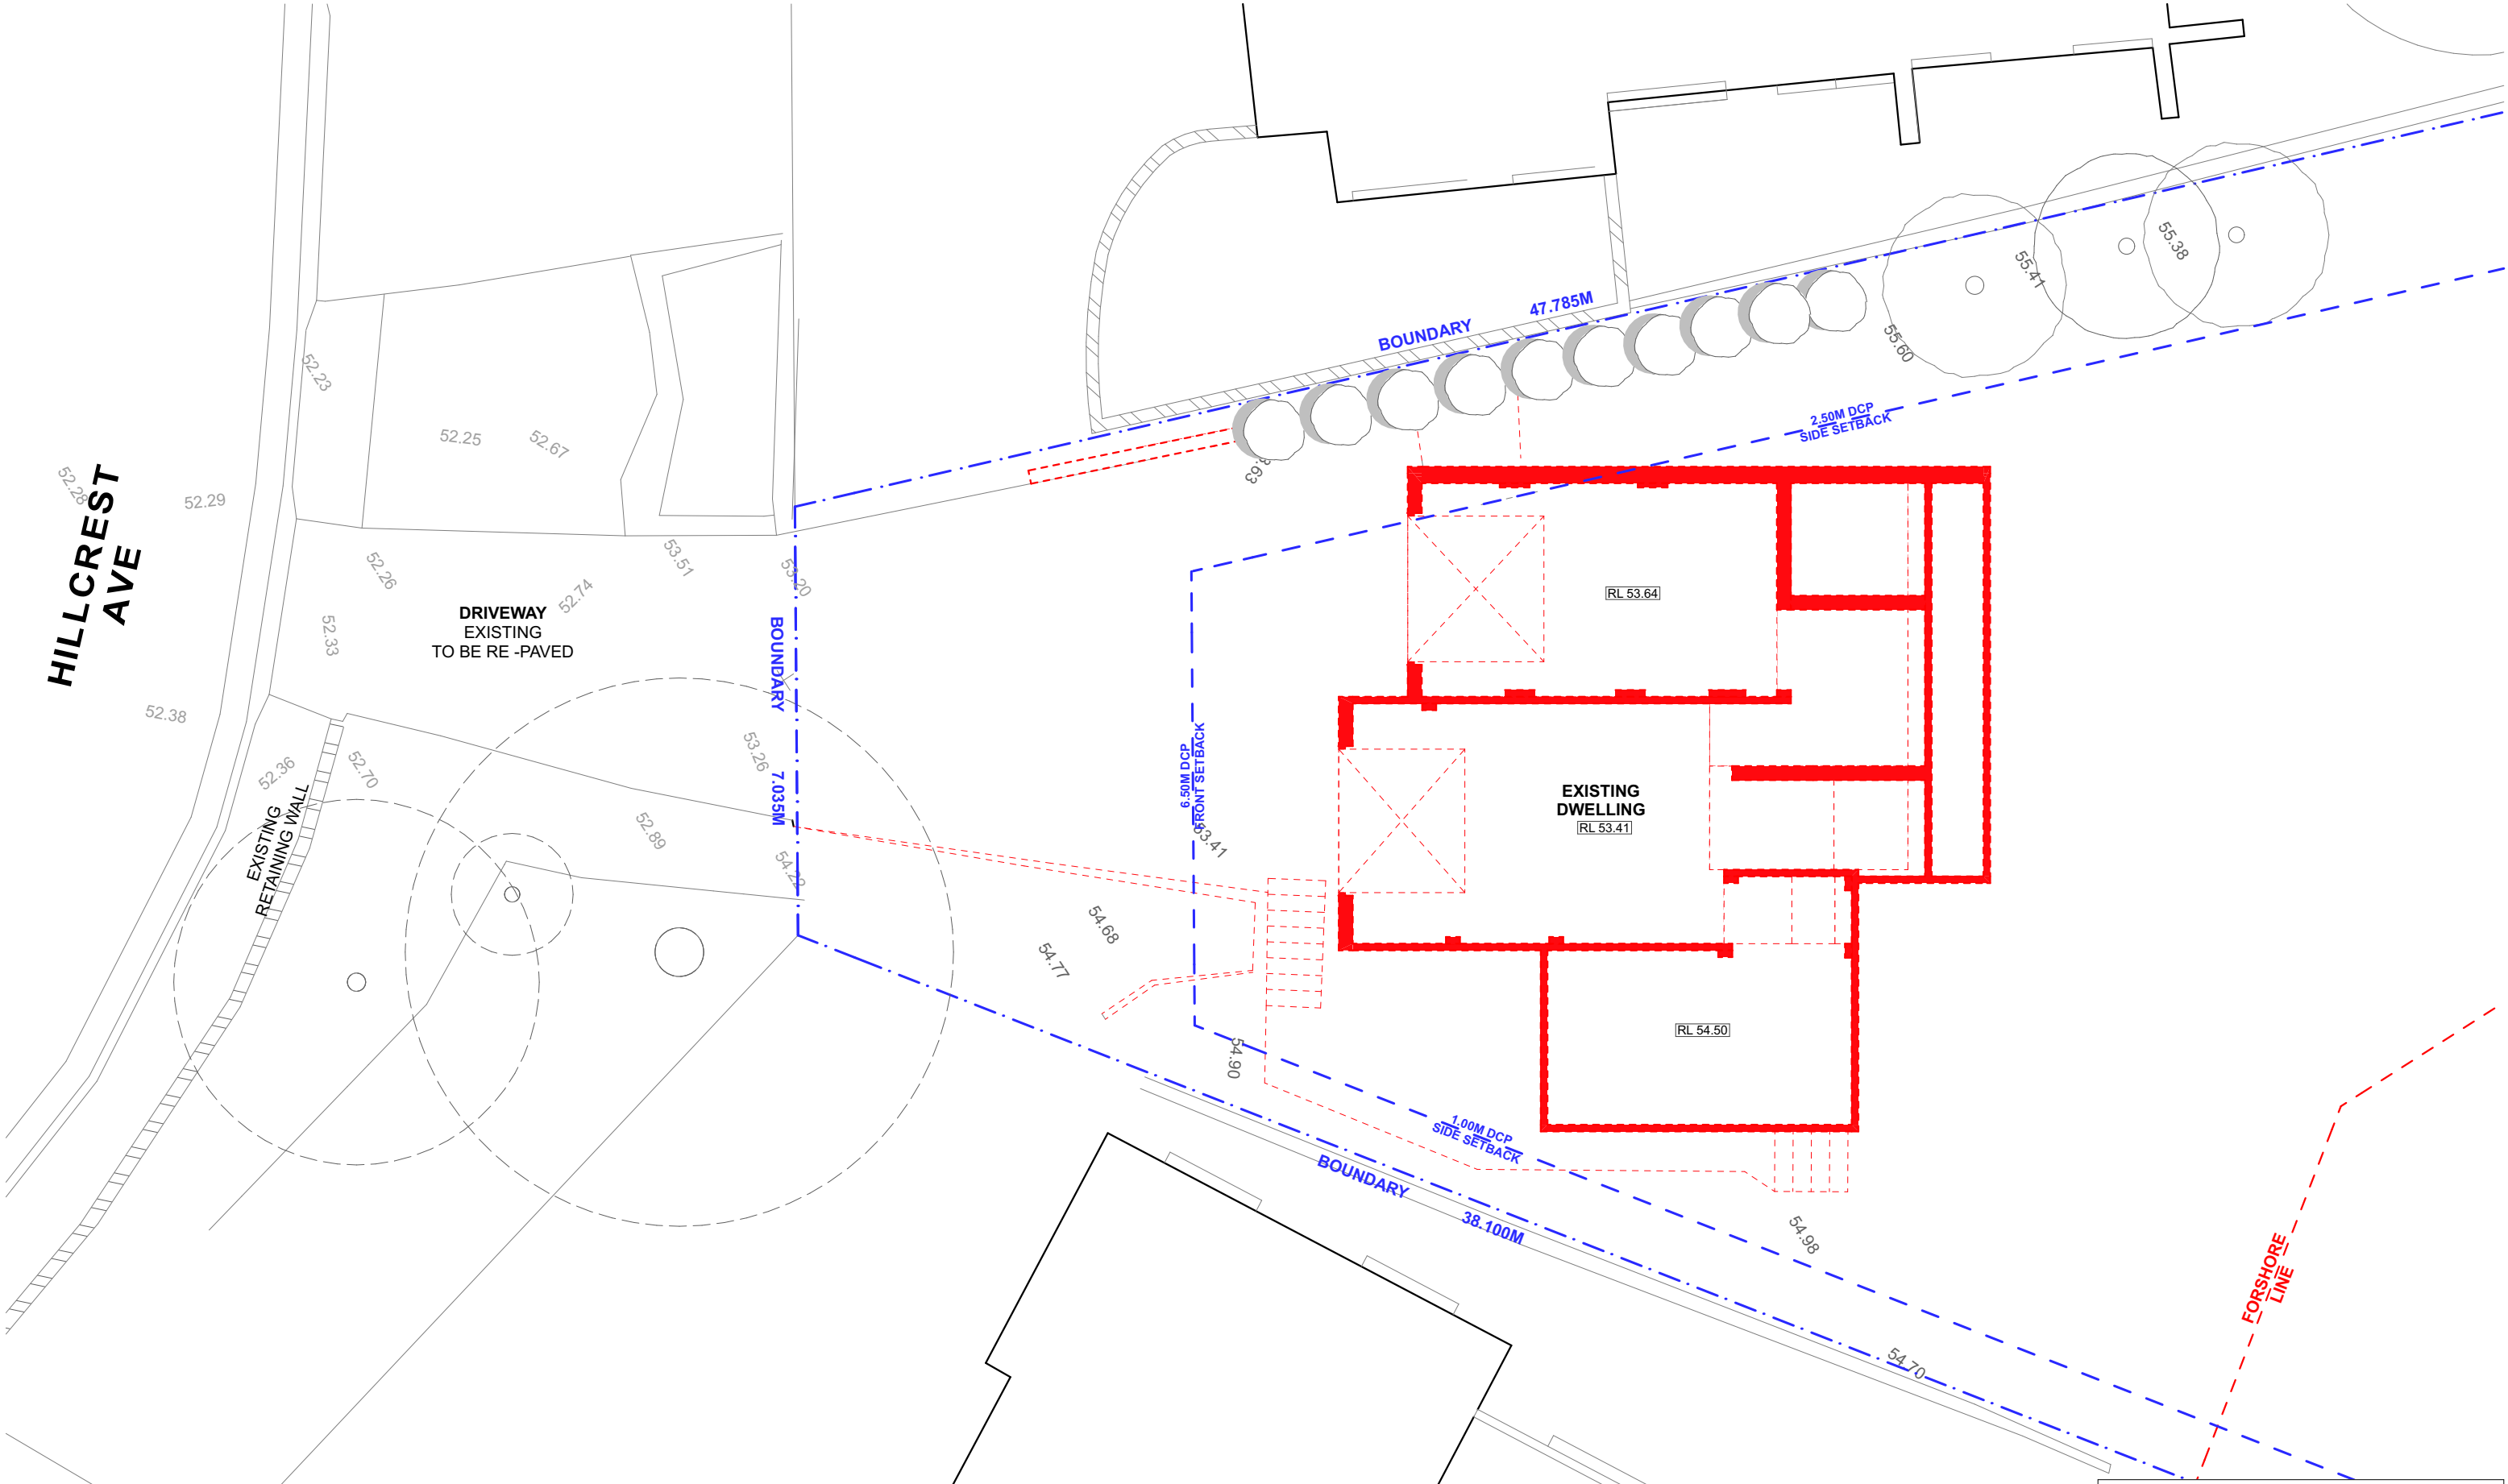 HILLCREST
AVE
52.23
52.25
52.67
52.28
52.29
52.26
52.74
53.51
53.20
52.33
52.38
DRIVEWAY
EXISTING
TO BE RE -PAVED
BOUNDARY
7.035M
52.36
52.70
53.26
52.89
54.22
EXISTING
RETAINING WALL
BOUNDARY
47.785M
55.38
55.41
55.60
2.50M DCP
SIDE SETBACK
RL 53.64
6.50M DCP
FRONT SETBACK
53.41
EXISTING
DWELLING
RL 53.41
54.68
54.77
54.90
RL 54.50
1.00M DCP
SIDE SETBACK
BOUNDARY
38.100M
54.98
54.70
FORSHORE
LINE